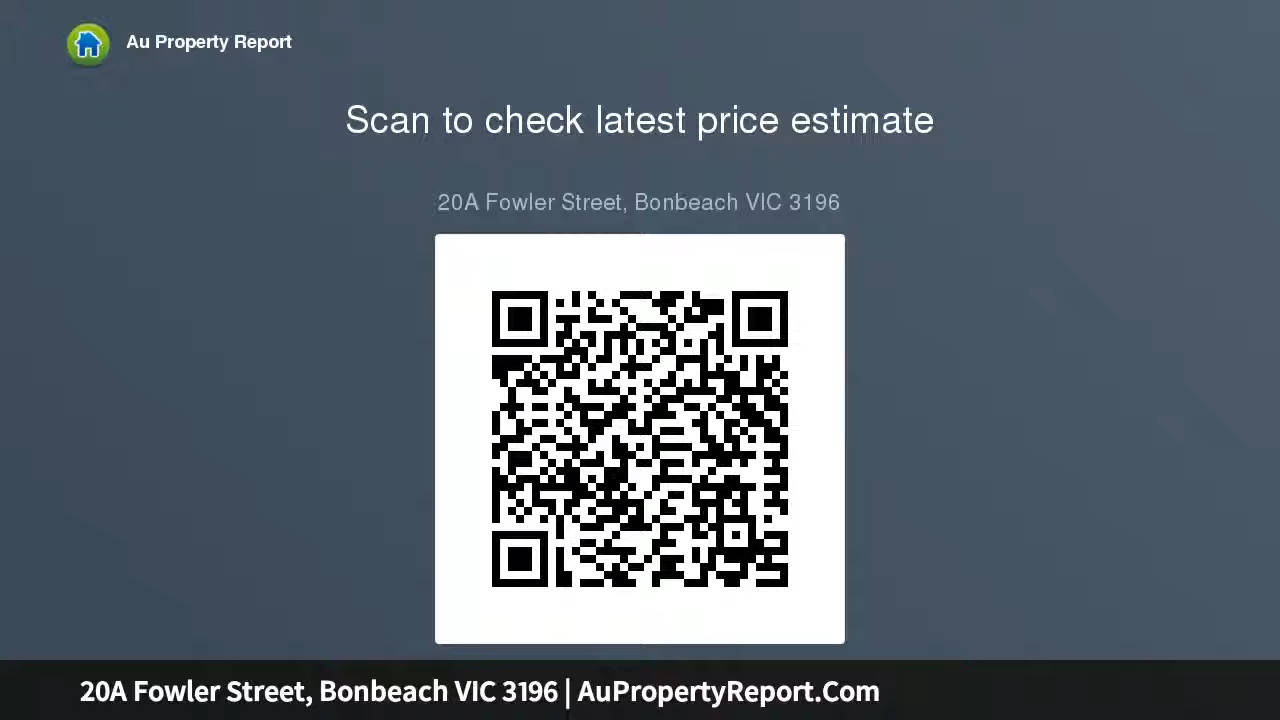 Au Property Report
Scan to check latest price estimate
20A Fowler Street, Bonbeach VIC 3196
20A Fowler Street, Bonbeach VIC 3196 | AuPropertyReport.Com